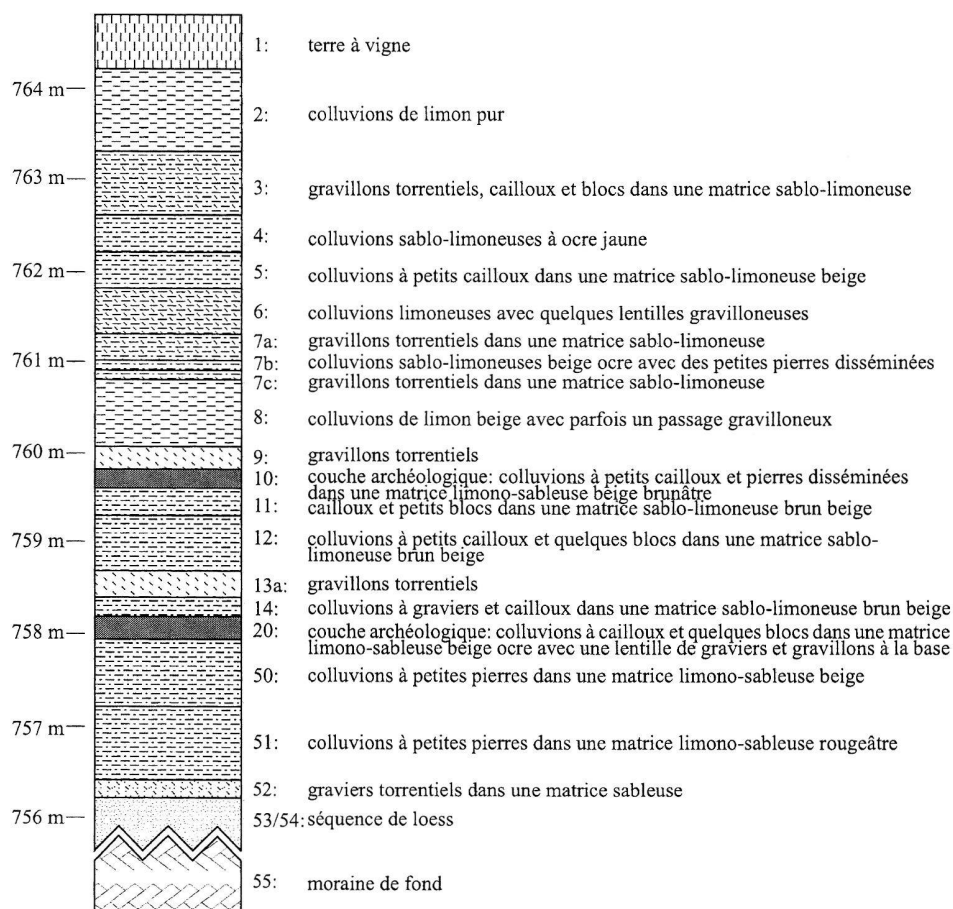 1: terre à vigne
764 m
2: colluvions de limon pur
763 m
3: gravillons torrentiels, cailloux et blocs dans une matrice sablo-limoneuse
4: colluvions sablo-limoneuses à ocre jaune
762 m
5: colluvions à petits cailloux dans une matrice sablo-limoneuse beige
6: colluvions limoneuses avec quelques lentilles gravilloneuses
7a: gravillons torrentiels dans une matrice sablo-limoneuse
761 m
7b: colluvions sablo-limoneuses beige ocre avec des petites pierres disséminées
7c: gravillons torrentiels dans une matrice sablo-limoneuse
8: colluvions de limon beige avec parfois un passage gravilloneux
760 m
9: gravillons torrentiels
10: couche archéologique: colluvions à petits cailloux et pierres disséminées
dans une matrice limono-sableuse beige brunâtre
11: cailloux et petits blocs dans une matrice sablo-limoneuse brun beige
759 m
12: colluvions à petits cailloux et quelques blocs dans une matrice sablo-
limoneuse brun beige
13a: gravillons torrentiels
14: colluvions à graviers et cailloux dans une matrice sablo-limoneuse brun beige
758 m
20: couche archéologique: colluvions à cailloux et quelques blocs dans une matrice
limono-sableuse beige ocre avec une lentille de graviers et gravillons à la base
50: colluvions à petites pierres dans une matrice limono-sableuse beige
757 m
51: colluvions à petites pierres dans une matrice limono-sableuse rougeâtre
52: graviers torrentiels dans une matrice sableuse
756 m
53/54: séquence de loess
55: moraine de fond